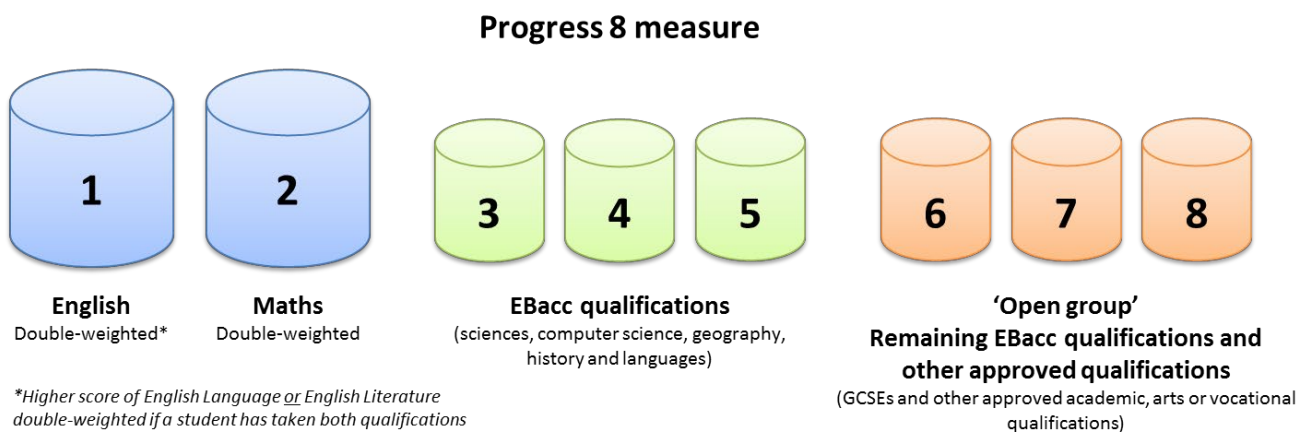 Progress 8 measure
1
2
3
4
5
6
7
8
English
Double-weighted*
Maths
Double-weighted
EBacc qualifications
(sciences, computer science, geography,
history and languages)
‘Open group’
Remaining EBacc qualifications and
other approved qualifications
(GCSEs and other approved academic, arts or vocational
qualifications)
*Higher score of English Language or English Literature
double-weighted if a student has taken both qualifications